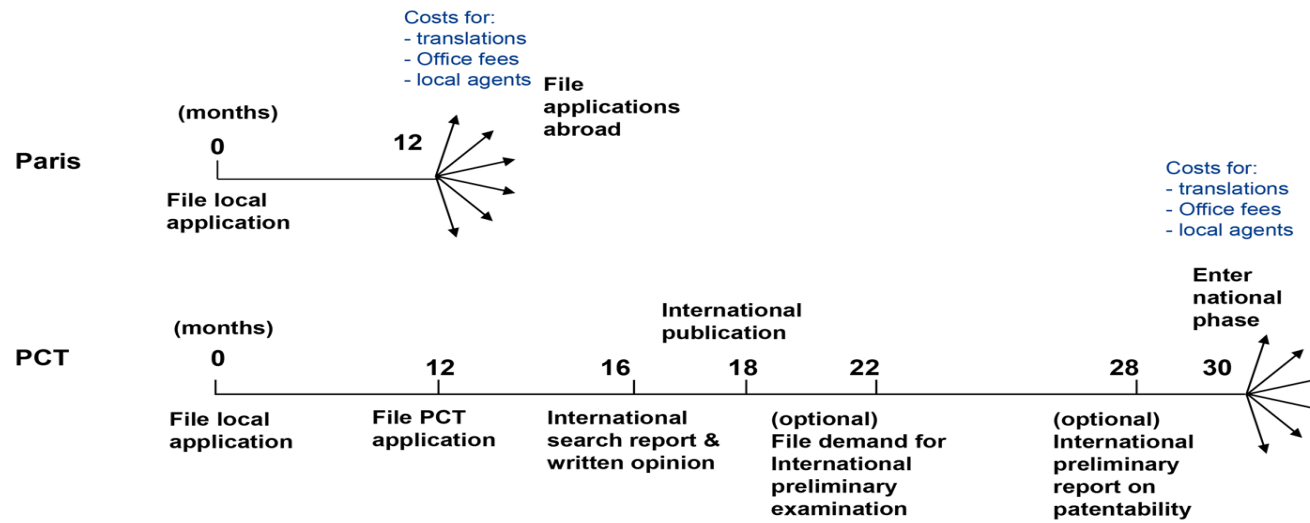 Costs for:
- translations
- Office fees
- local agents
File
applications
abroad
(months)
0
12
Paris
File local
application
Costs for:
- translations
- Office fees
- local agents
Enter
national
phase
International
publication
(months)
PCT
0
12
16
18
22
28
30
File local
application
File PCT
application
International
search report &
written opinion
(optional)
File demand for
International
preliminary
examination
(optional)
International
preliminary
report on
patentability